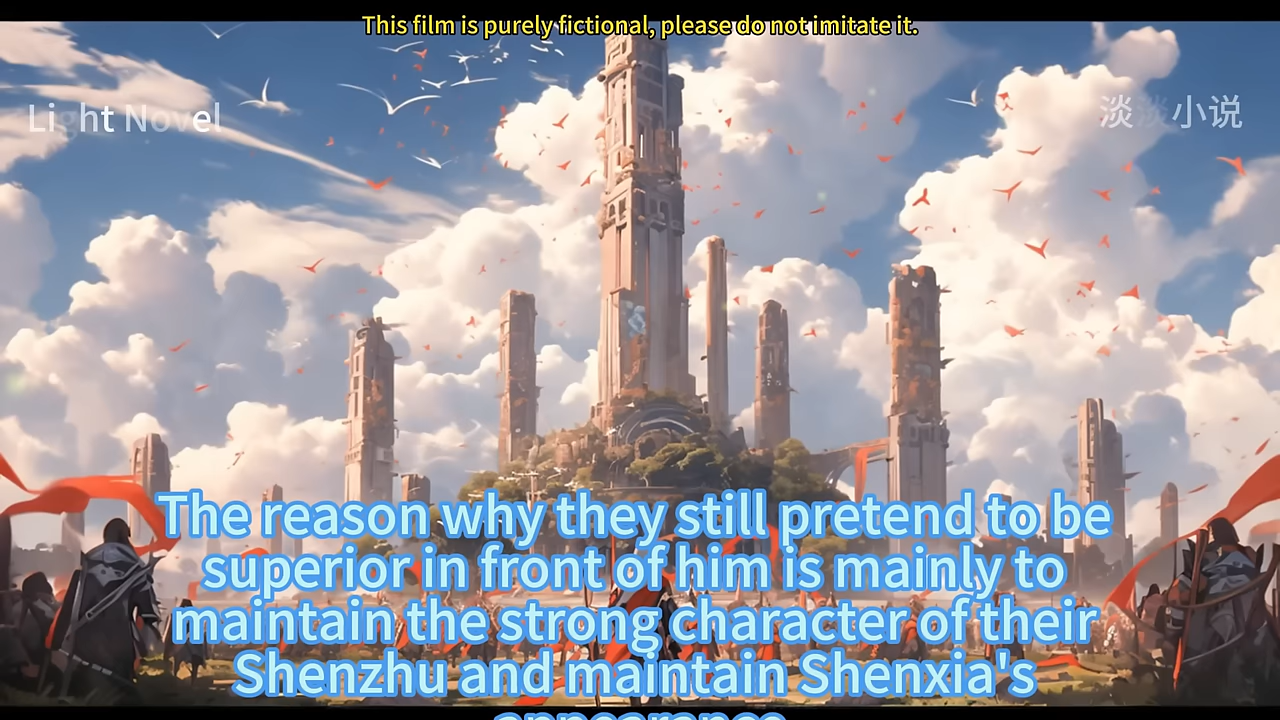 This film is purely fictional, please do not imitate it.
Light Novel
淡淡小说
The reason why they still pretend to be
superior in front of him is mainly to
maintain the strong character of their
Shenzhu and maintain Shenxia's
appearance